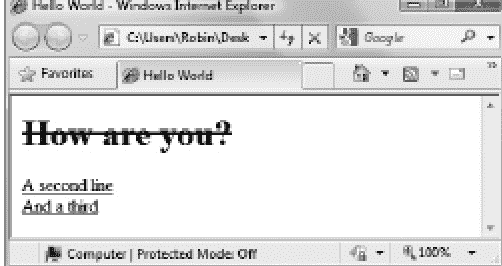 Hello World - Windows Internet Explorer
C:\Users\Robin\Desk
Google
Favorites
Hello World
How are you?
A second line
And a third
Computer | Protected Mode: Off
100%